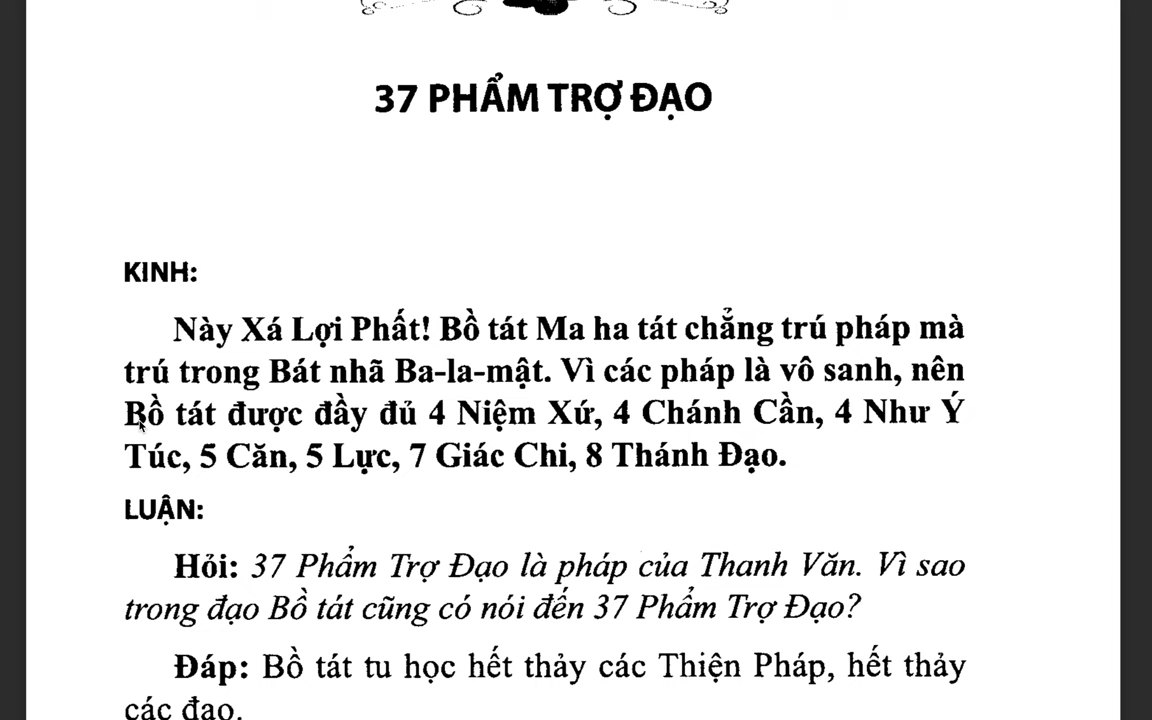 37 PHẨM TRỢ ĐẠO
KINH:
Này Xá Lợi Phất! Bồ tát Ma ha tát chẳng trú pháp mà
trú trong Bát nhã Ba-la-mật. Vì các pháp là vô sanh, nên
Bồ tát được đầy đủ 4 Niệm Xứ, 4 Chánh Cần, 4 Như Ý
Túc, 5 Căn, 5 Lực, 7 Giác Chi, 8 Thánh Đạo.
LUẬN:
Hỏi: 37 Phẩm Trợ Đạo là pháp của Thanh Văn. Vì sao
trong đạo Bồ tát cũng có nói đến 37 Phẩm Trợ Đạo?
Đáp: Bồ tát tu học hết thảy các Thiện Pháp, hết thảy
các đạo.